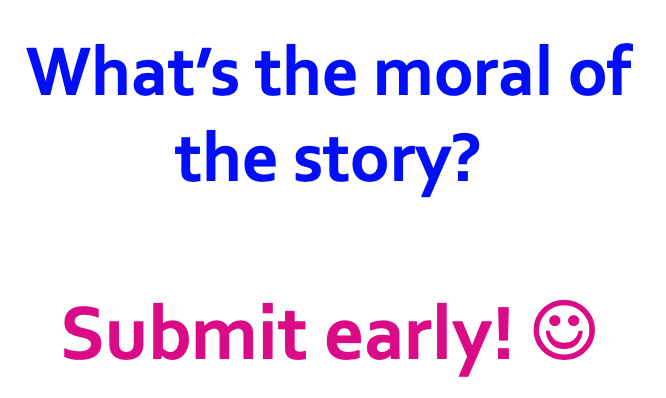 What’s the moral of
the story?
Submit early! ☺